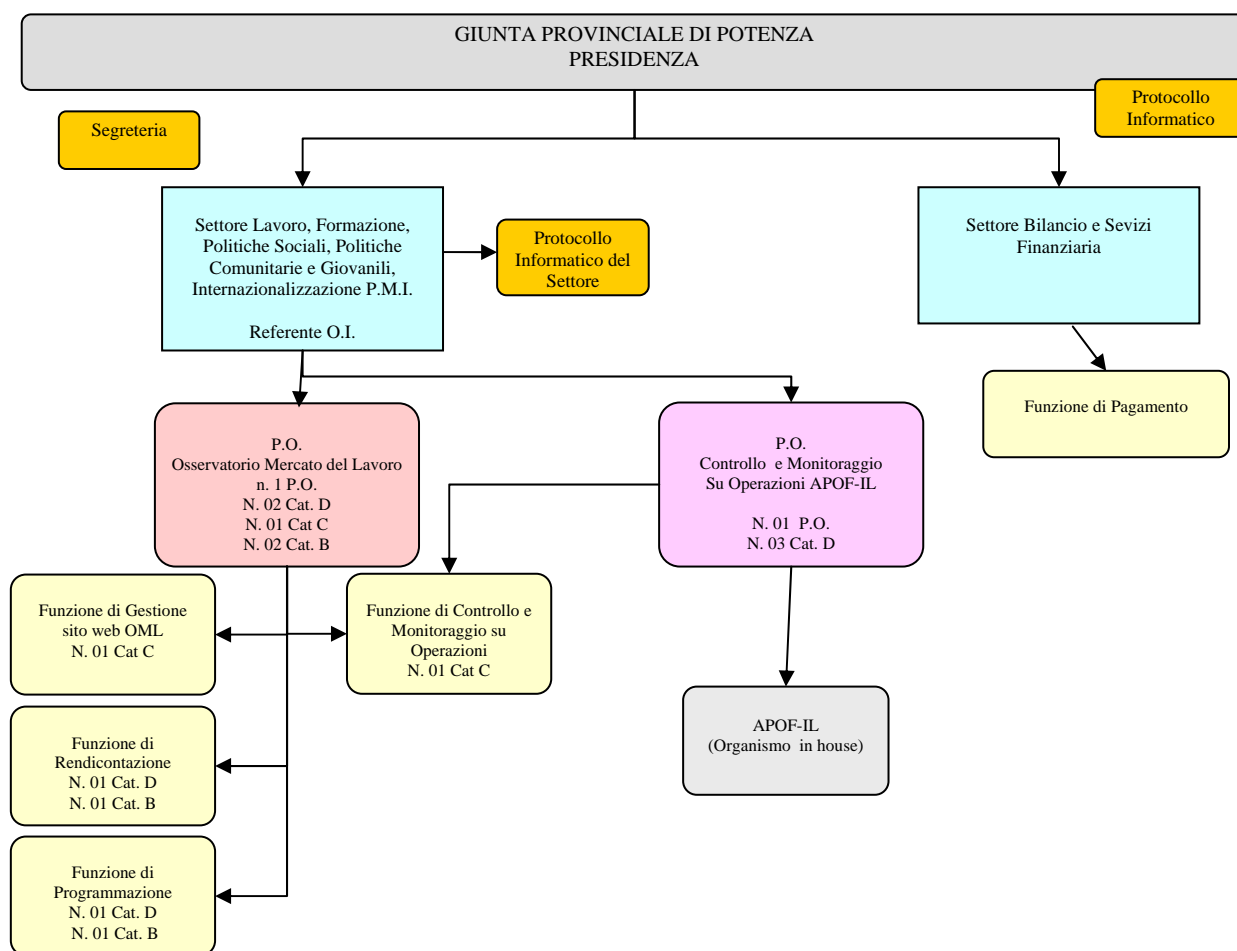 GIUNTA PROVINCIALE DI POTENZA
PRESIDENZA
Segreteria
Protocollo
Informatico
Settore Lavoro, Formazione,
Politiche Sociali, Politiche
Comunitarie e Giovanili,
Internazionalizzazione P.M.I.
Referente O.I.
Protocollo
Informatico del
Settore
Settore Bilancio e Sevizi
Finanziaria
Funzione di Pagamento
P.O.
Osservatorio Mercato del Lavoro
n. 1 P.O.
N. 02 Cat. D
N. 01 Cat C
N. 02 Cat. B
P.O.
Controllo e Monitoraggio
Su Operazioni APOF-IL
N. 01 P.O.
N. 03 Cat. D
Funzione di Gestione
sito web OML
N. 01 Cat C
Funzione di Controllo e
Monitoraggio su
Operazioni
N. 01 Cat C
APOF-IL
(Organismo in house)
Funzione di
Rendicontazione
N. 01 Cat. D
N. 01 Cat. B
Funzione di
Programmazione
N. 01 Cat. D
N. 01 Cat. B